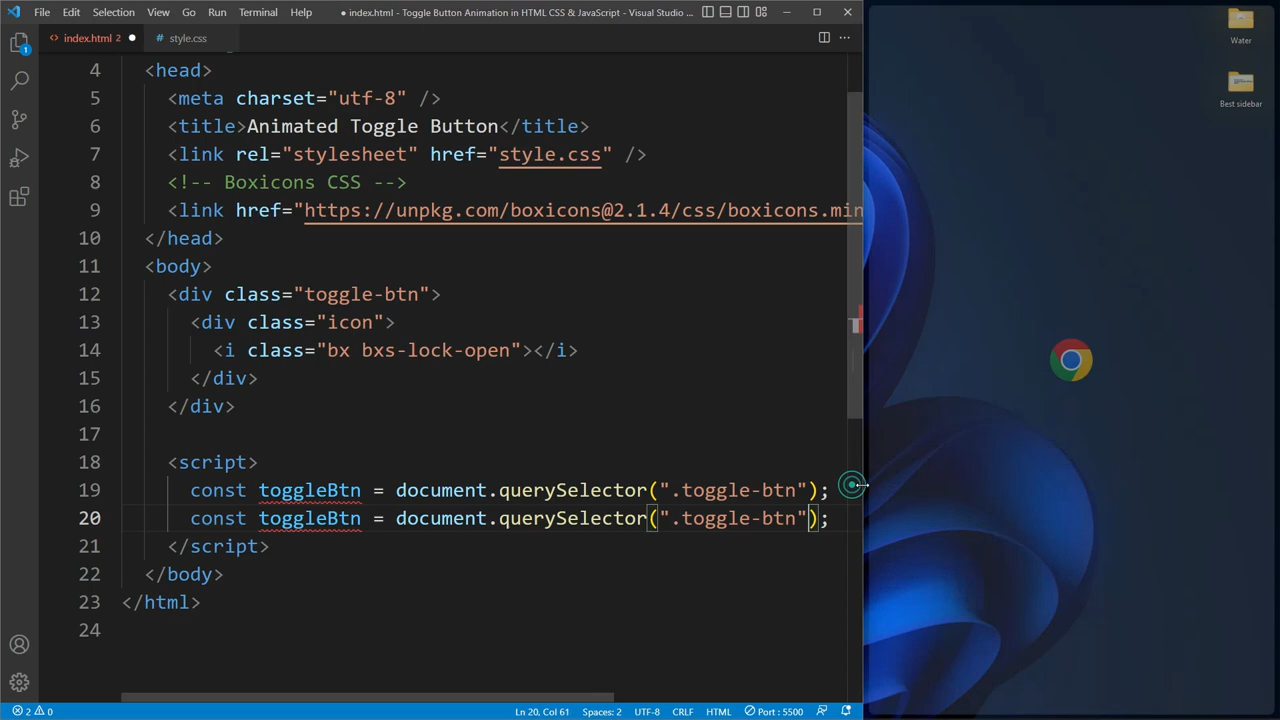 File Edit Selection View Go Run Terminal Help ● index.html - Toggle Button Animation in HTML CSS & JavaScript - Visual Studio ...
index.html 2 ● style.css ...
1
4 <head>
5 <meta charset="utf-8" />
6 <title>Animated Toggle Button</title>
7 <link rel="stylesheet" href="style.css" />
8 <!-- Boxicons CSS -->
9 <link href="https://unpkg.com/boxicons@2.1.4/css/boxicons.min
10 </head>
11 <body>
12 <div class="toggle-btn">
13 <div class="icon">
14 <i class="bx bxs-lock-open"></i>
15 </div>
16 </div>
17
18 <script>
19 const toggleBtn = document.querySelector(".toggle-btn");
20 const toggleBtn = document.querySelector(".toggle-btn");
21 </script>
22 </body>
23 </html>
24
2 0 Ln 20, Col 61 Spaces: 2 UTF-8 CRLF HTML Port : 5500
Water
Best sidebar